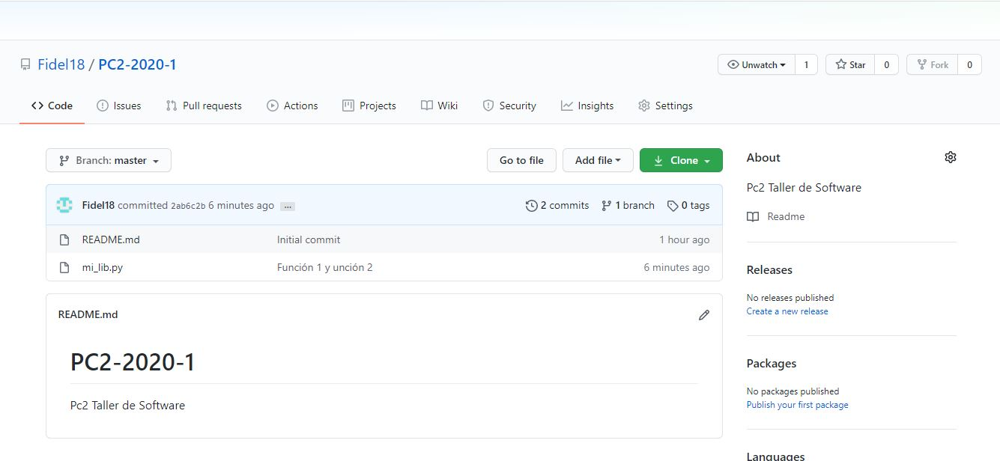 Fidel18 / PC2-2020-1
Unwatch 1 Star 0 Fork 0
Code Issues Pull requests Actions Projects Wiki Security Insights Settings
Branch: master Go to file Add file Clone
Fidel18 committed 2ab6c2b 6 minutes ago ... 2 commits 1 branch 0 tags
README.md Initial commit 1 hour ago
mi_lib.py Función 1 y unción 2 6 minutes ago
README.md
PC2-2020-1
Pc2 Taller de Software
About
Pc2 Taller de Software
Readme
Releases
No releases published
Create a new release
Packages
No packages published
Publish your first package
Languages